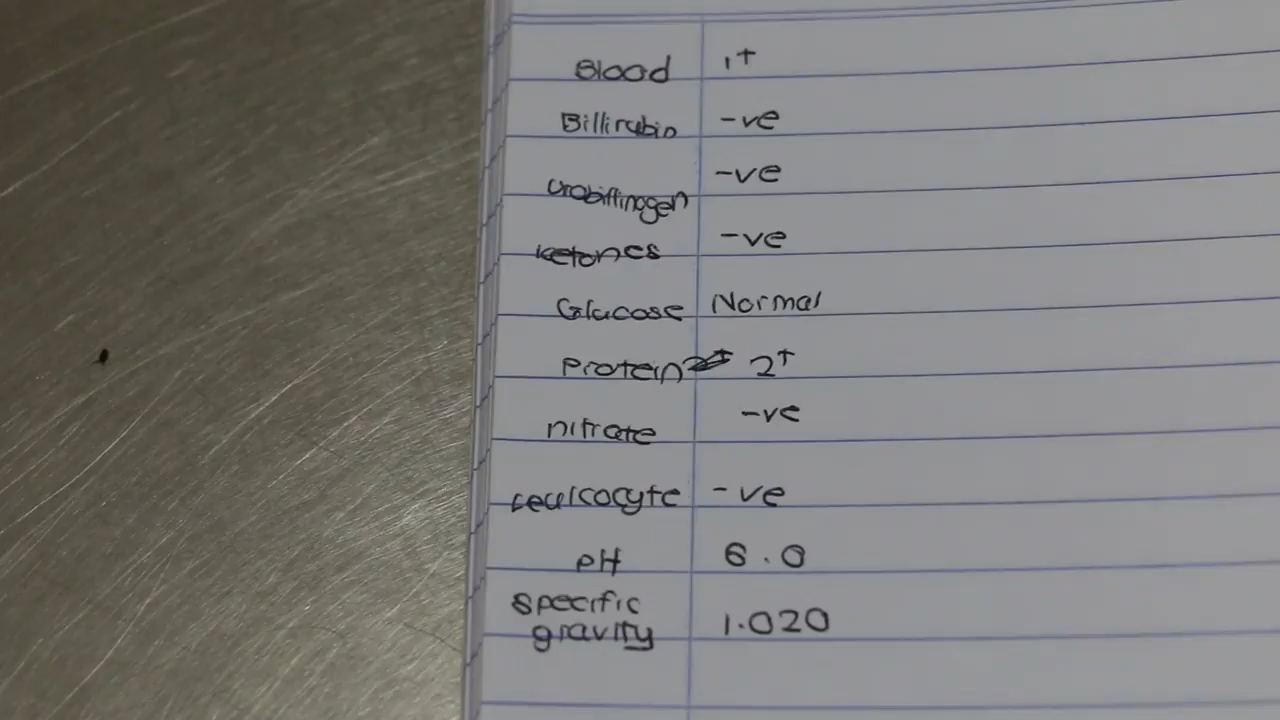 Blood 1+
Billirubin -ve
Urobillinogen -ve
Ketones -ve
Glucose Normal
Protein 2+
nitrate -ve
leulcocyte -ve
pH 6.0
specific
gravity 1.020